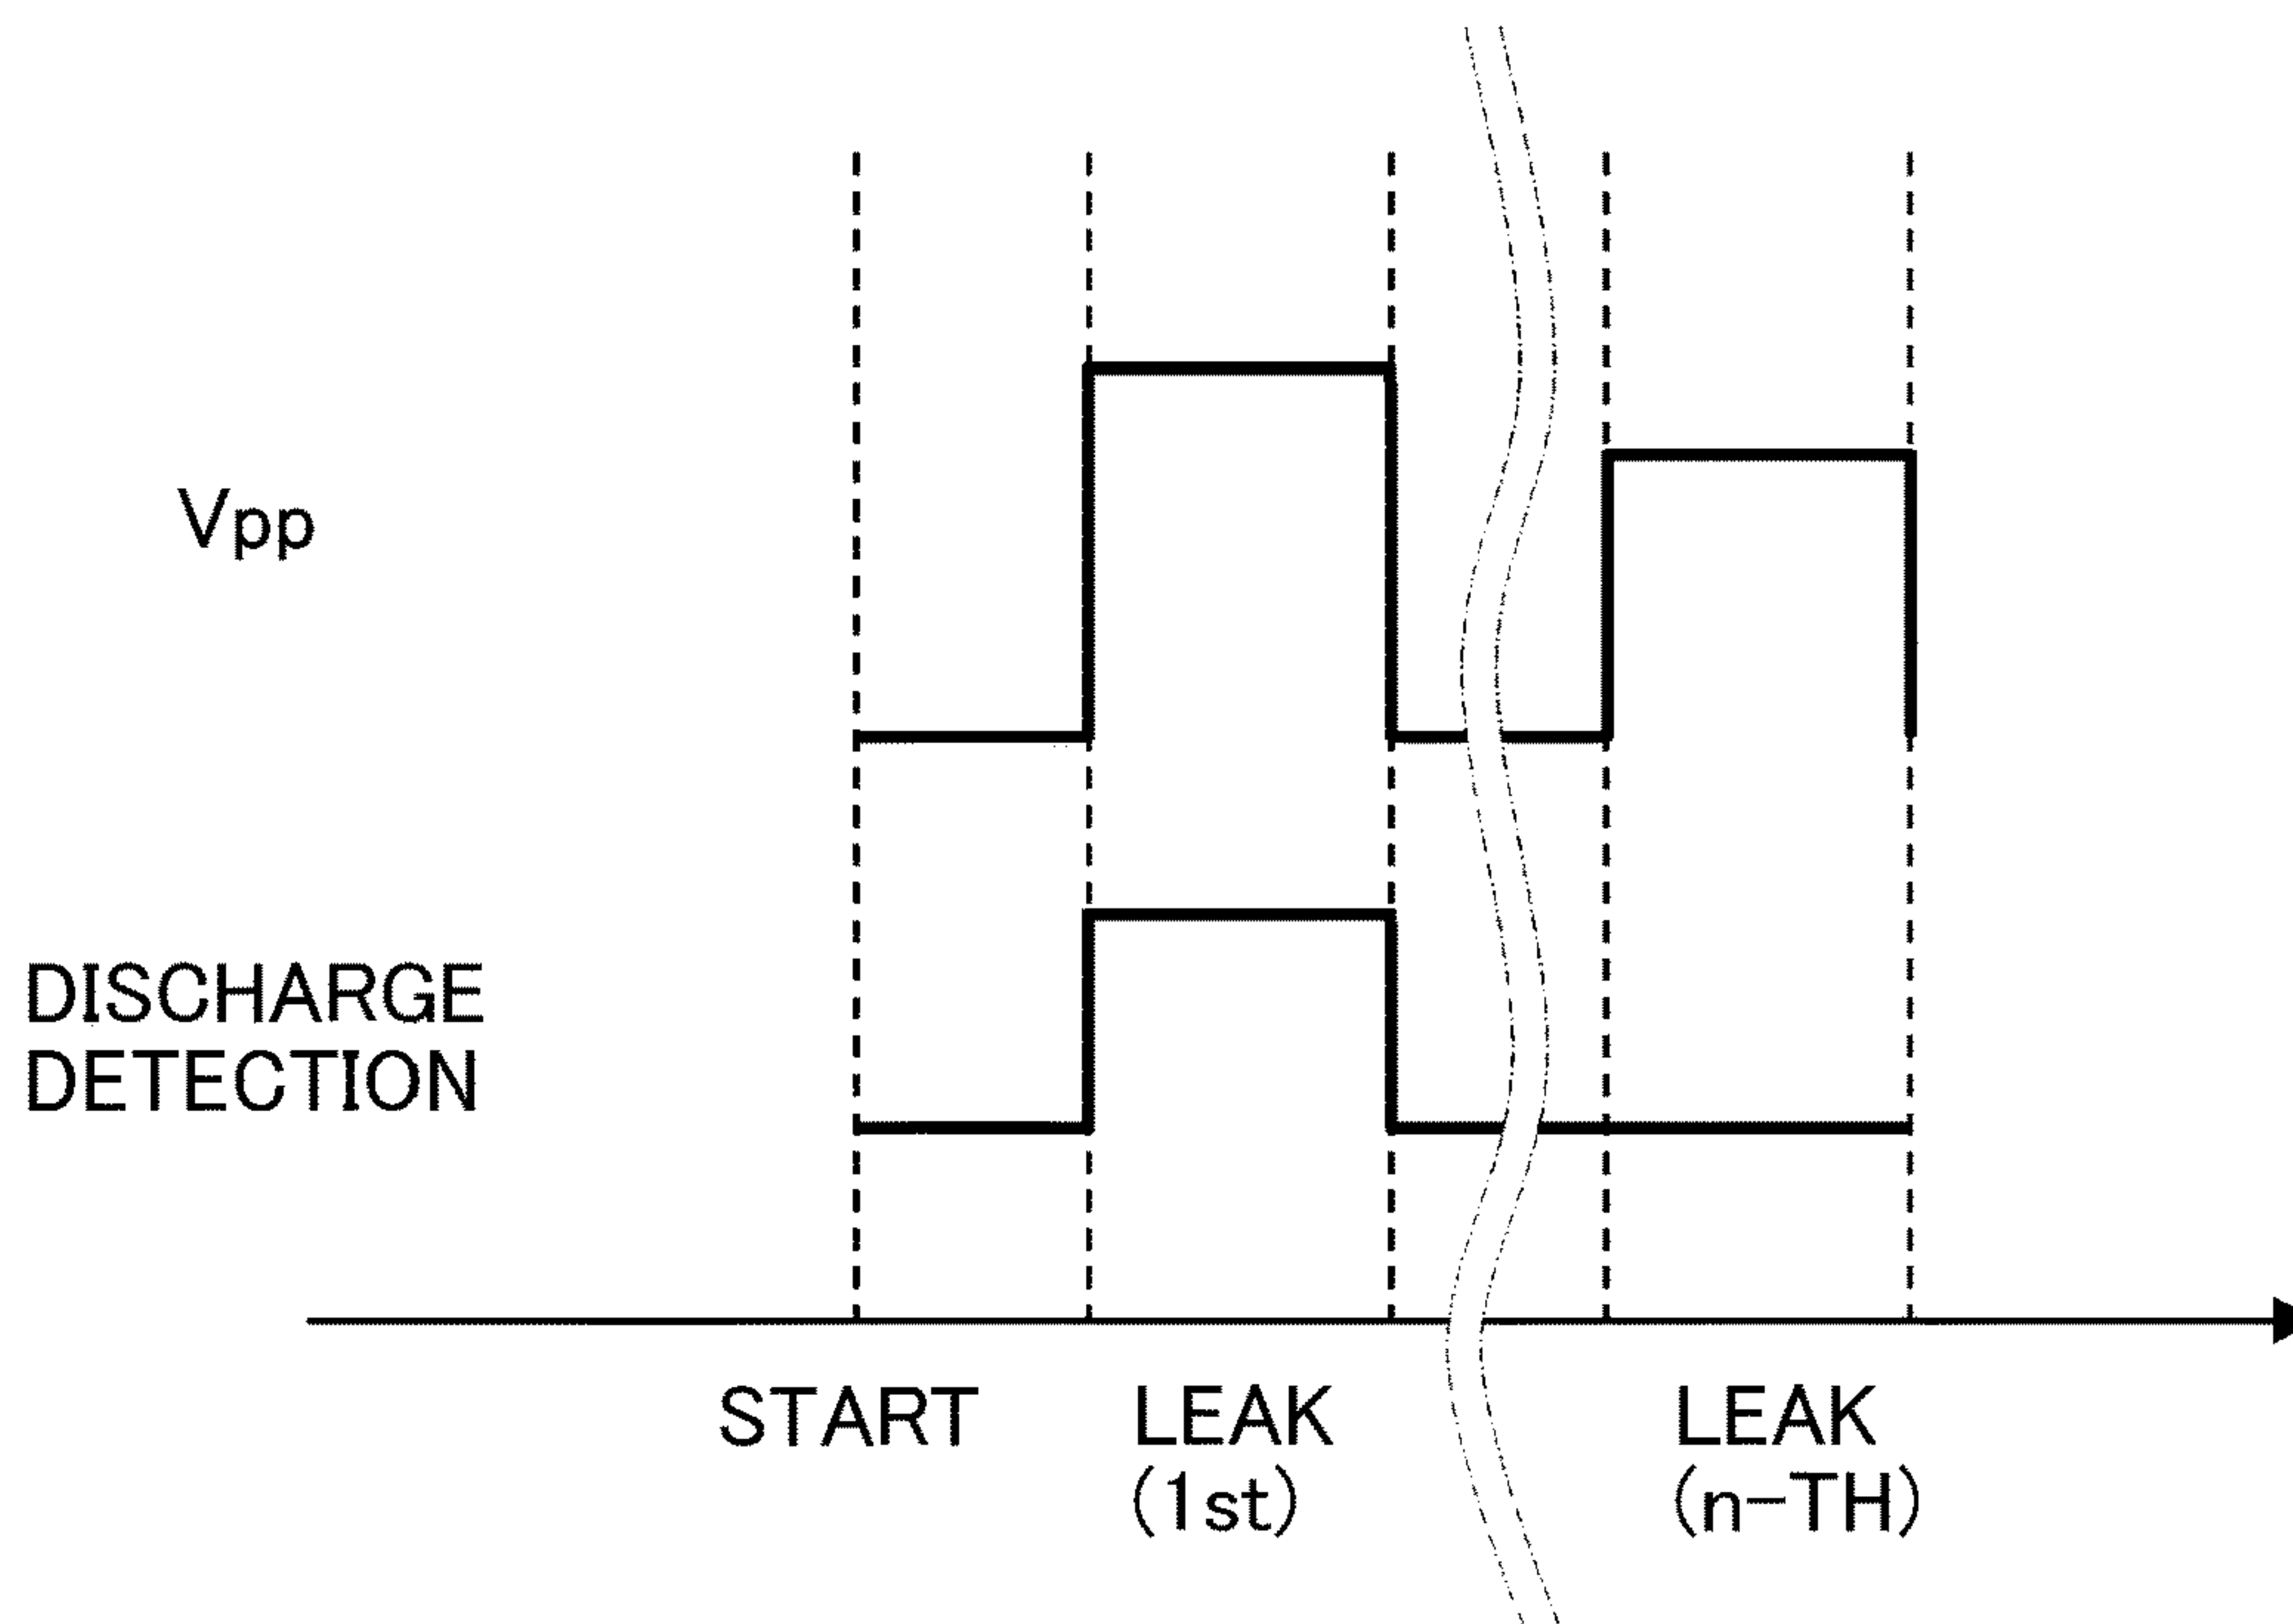 Vpp
DISCHARGE
DETECTION
START
LEAK
(1st)
LEAK
(n-TH)